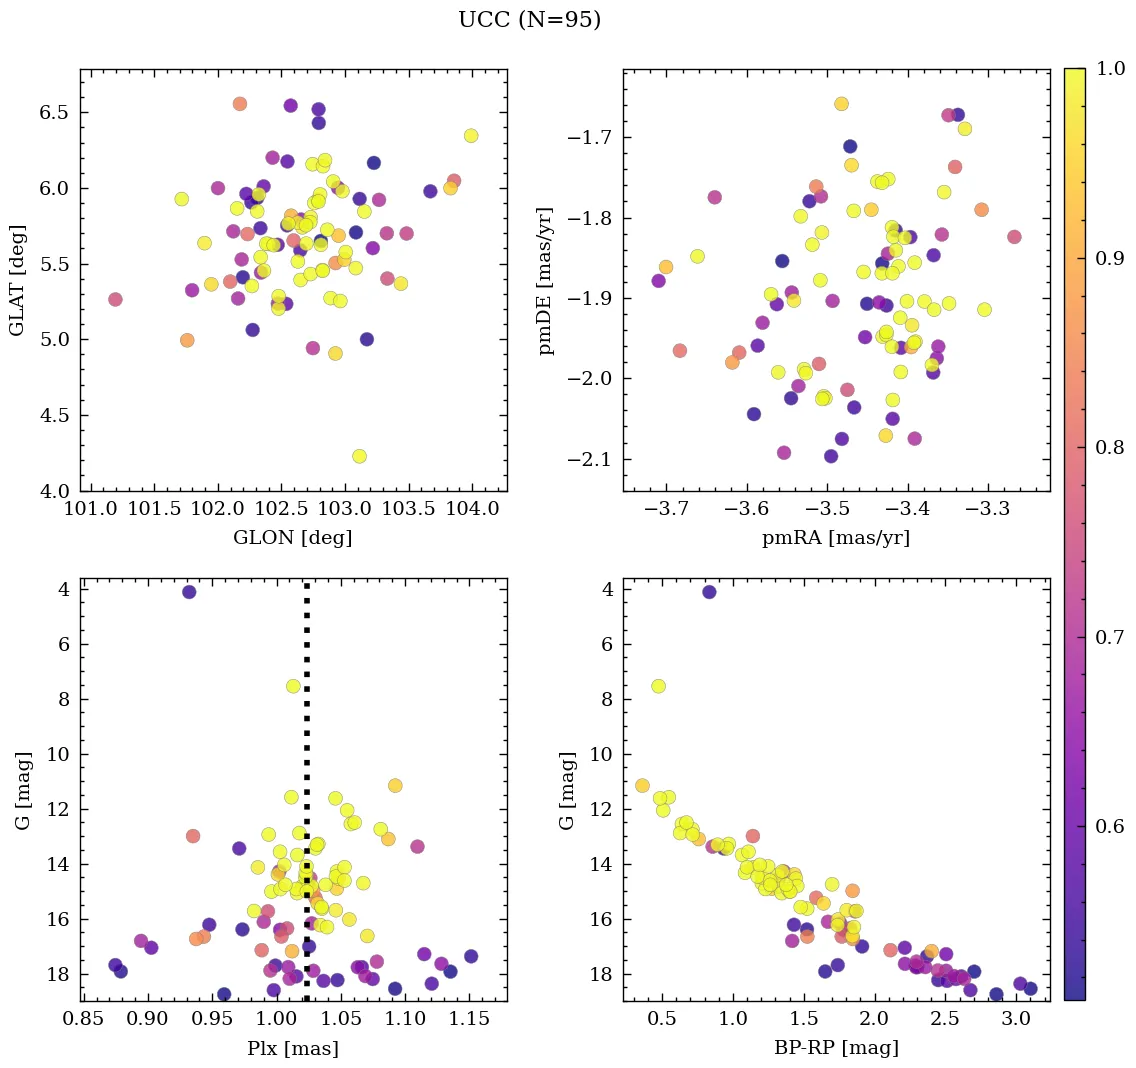 UCC (N=95)
6.5
6.0
5.5
5.0
4.5
4.0
GLAT [deg]
101.0 101.5 102.0 102.5 103.0 103.5 104.0
GLON [deg]
−1.7
−1.8
−1.9
−2.0
−2.1
pmDE [mas/yr]
−3.7 −3.6 −3.5 −3.4 −3.3
pmRA [mas/yr]
4
6
8
10
12
14
16
18
G [mag]
0.85 0.90 0.95 1.00 1.05 1.10 1.15
Plx [mas]
4
6
8
10
12
14
16
18
G [mag]
0.5 1.0 1.5 2.0 2.5 3.0
BP-RP [mag]
1.0
0.9
0.8
0.7
0.6